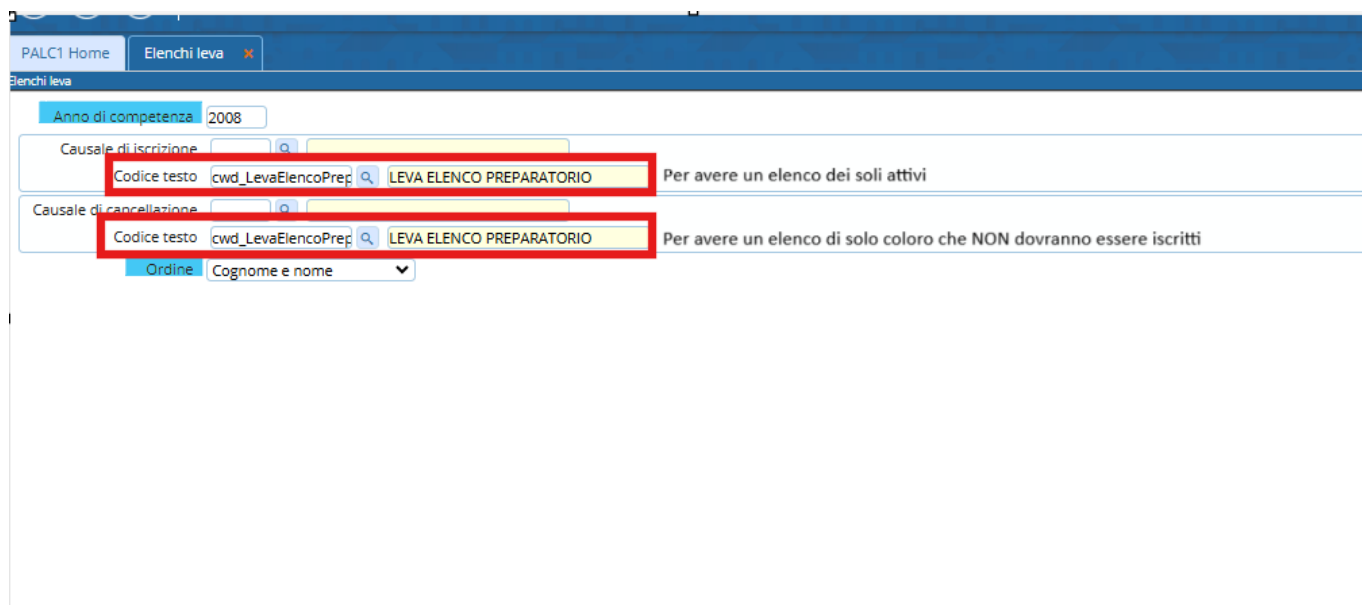 PALC1 Home
Elenchi leva ×
Elenchi leva
Anno di competenza 2008
Causale di iscrizione
Codice testo cwd_LevaElencoPrep LEVA ELENCO PREPARATORIO Per avere un elenco dei soli attivi
Causale di cancellazione
Codice testo cwd_LevaElencoPrep LEVA ELENCO PREPARATORIO Per avere un elenco di solo coloro che NON dovranno essere iscritti
Ordine Cognome e nome